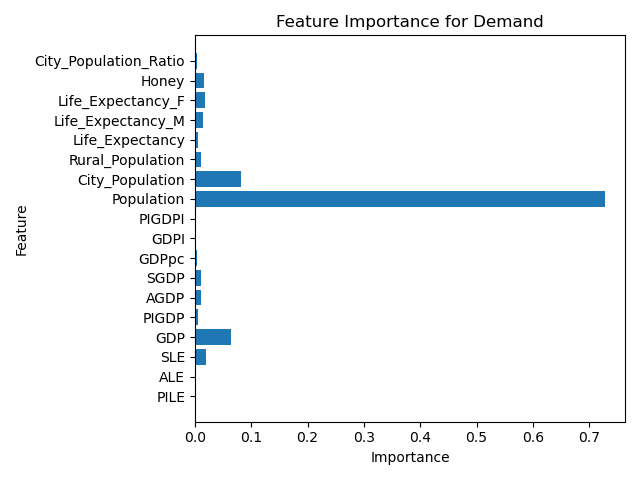 Feature Importance for Demand
City_Population_Ratio
Honey
Life_Expectancy_F
Life_Expectancy_M
Life_Expectancy
Rural_Population
City_Population
Population
PIGDPI
GDPI
GDPpc
SGDP
AGDP
PIGDP
GDP
SLE
ALE
PILE
Feature
0.0 0.1 0.2 0.3 0.4 0.5 0.6 0.7
Importance